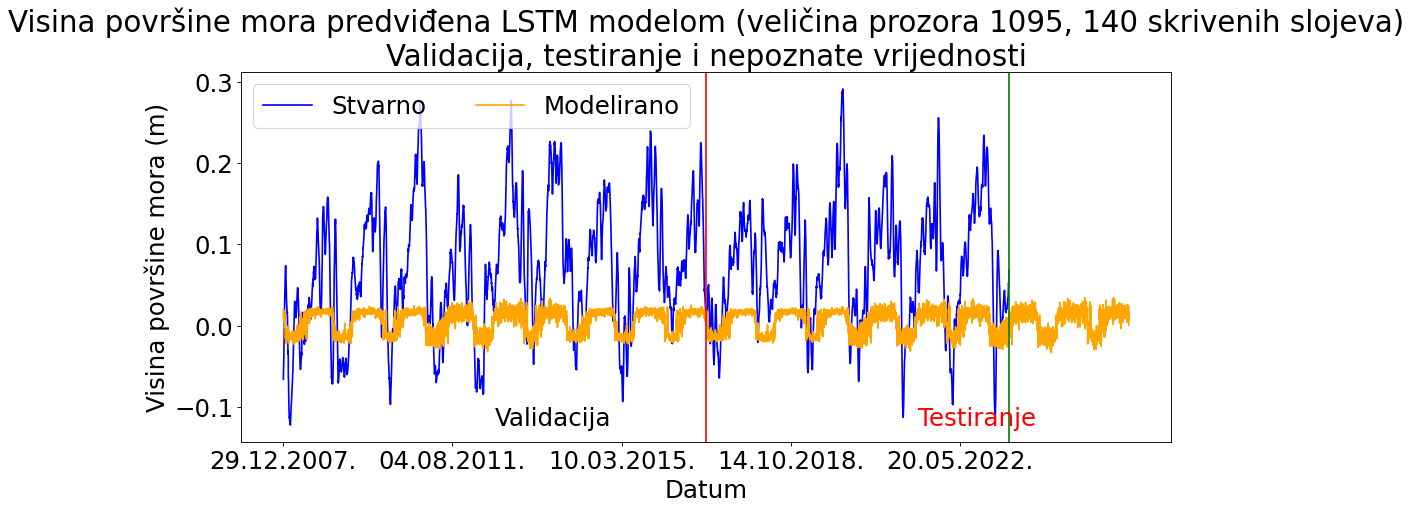 Visina površine mora predviđena LSTM modelom (veličina prozora 1095, 140 skrivenih slojeva)
Validacija, testiranje i nepoznate vrijednosti
Stvarno
Modelirano
Visina površine mora (m)
0.3
0.2
0.1
0.0
−0.1
Validacija
Testiranje
29.12.2007.
04.08.2011.
10.03.2015.
14.10.2018.
20.05.2022.
Datum